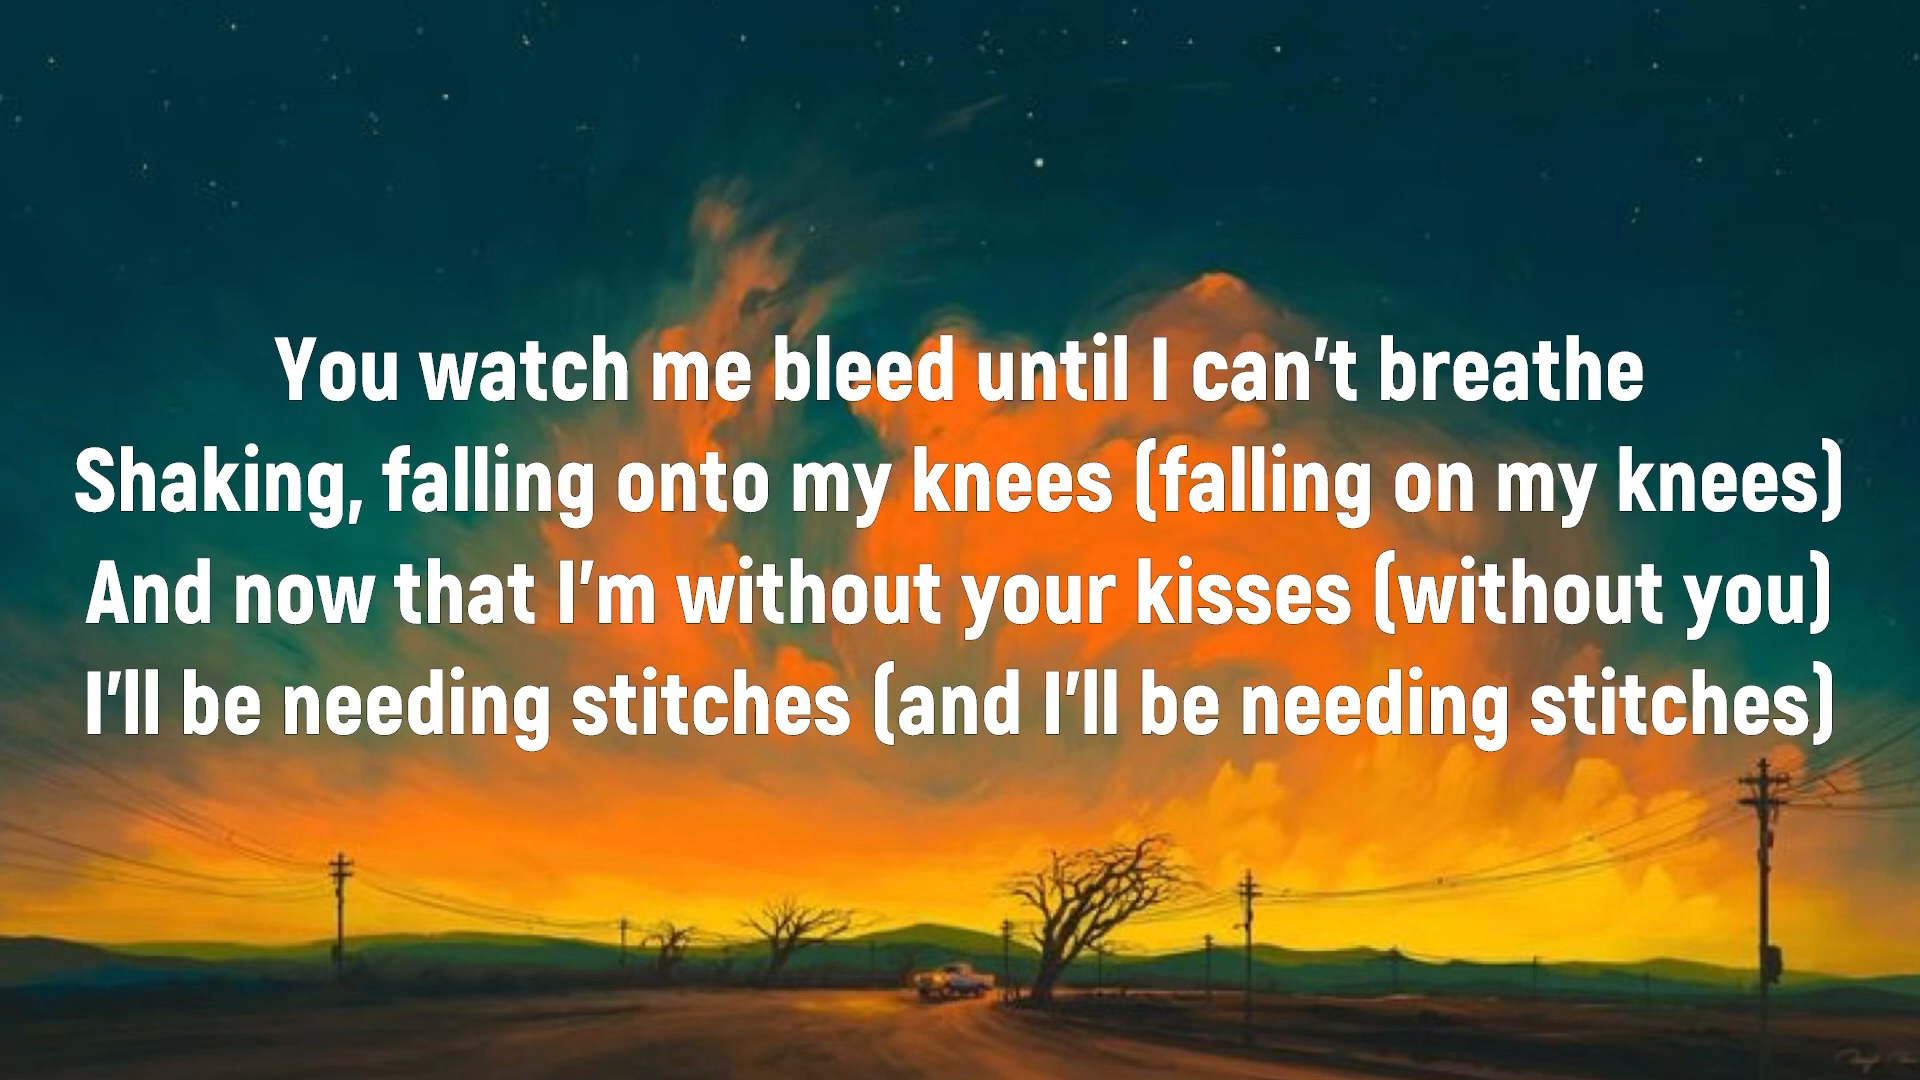 You watch me bleed until I can't breathe
Shaking, falling onto my knees (falling on my knees)
And now that I'm without your kisses (without you)
I'll be needing stitches (and I'll be needing stitches)